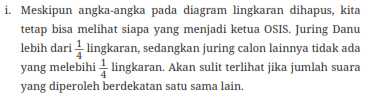 i. Meskipun angka-angka pada diagram lingkaran dihapus, kita
tetap bisa melihat siapa yang menjadi ketua OSIS. Juring Danu
lebih dari 1/4 lingkaran, sedangkan juring calon lainnya tidak ada
yang melebihi 1/4 lingkaran. Akan sulit terlihat jika jumlah suara
yang diperoleh berdekatan satu sama lain.